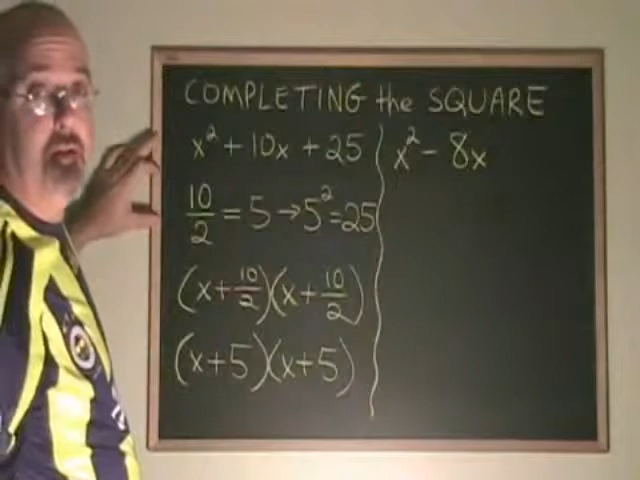 COMPLETING the SQUARE
x² + 10x + 25
10/2 = 5 → 5² = 25
(x + 10/2)(x + 10/2)
(x + 5)(x + 5)
x² - 8x